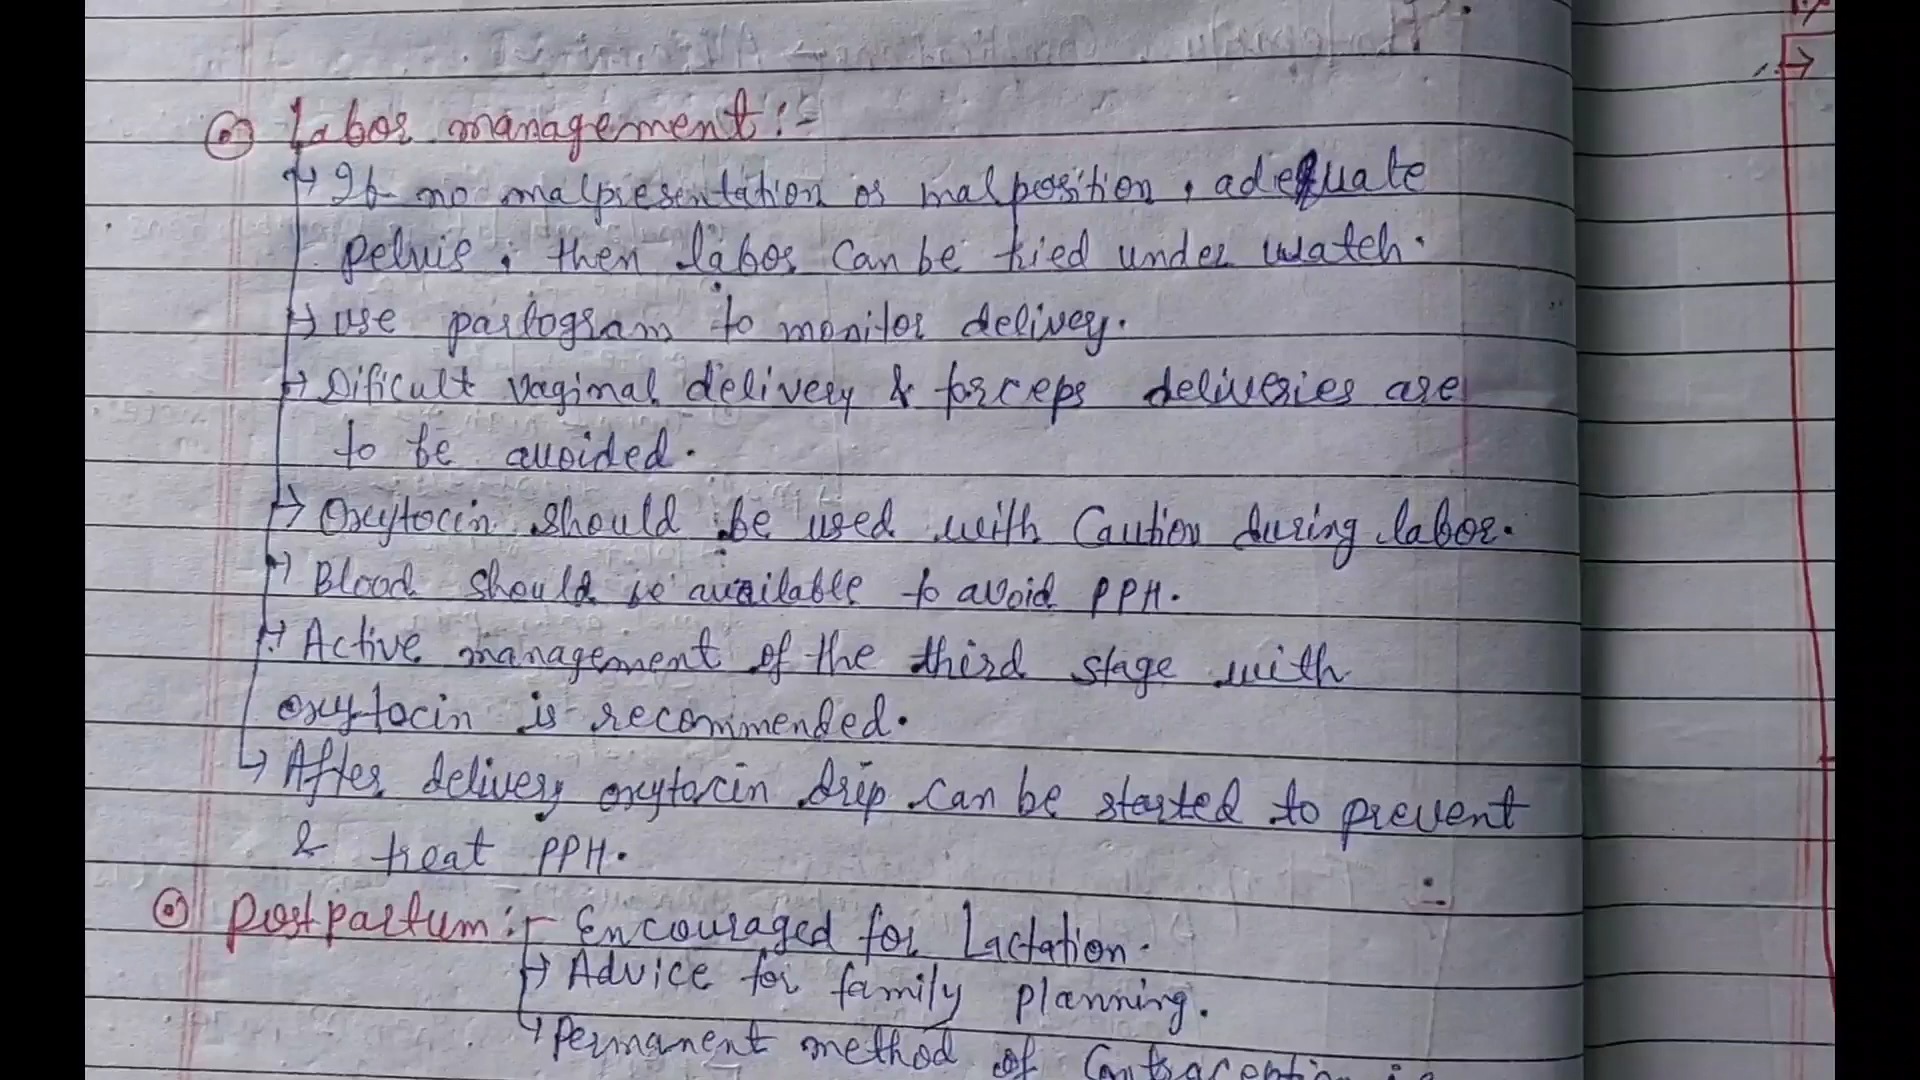 Labor management :-
→ If no malpresentation or malposition, adequate
pelvis, then labor can be tried under watch.
→ use partogram to monitor delivery.
→ Dificult vaginal delivery & forceps deliveries are
to be avoided.
→ Oxytocin should be used with Caution during labor.
→ Blood should be available to avoid PPH.
→ Active management of the third stage with
oxytocin is recommended.
→ After delivery oxytocin drip can be started to prevent
& treat PPH.
Postpartum :- Encouraged for Lactation.
→ Advice for family planning.
→ Permanent method of Contraception is